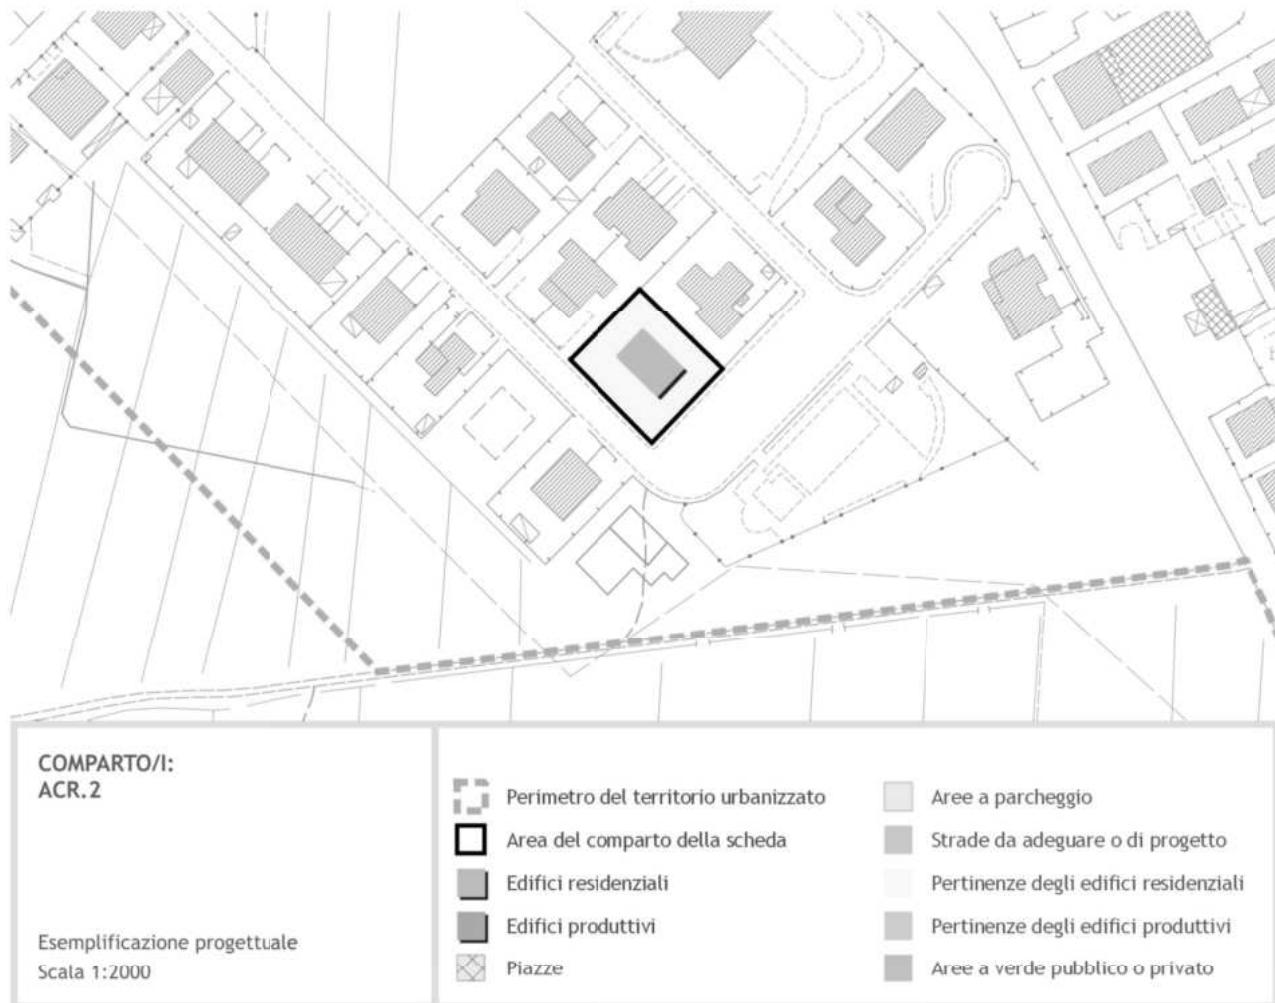 COMPARTO/I:
ACR.2
Esemplificazione progettuale
Scala 1:2000
Perimetro del territorio urbanizzato
Area del comparto della scheda
Edifici residenziali
Edifici produttivi
Piazze
Aree a parcheggio
Strade da adeguare o di progetto
Pertinenze degli edifici residenziali
Pertinenze degli edifici produttivi
Aree a verde pubblico o privato